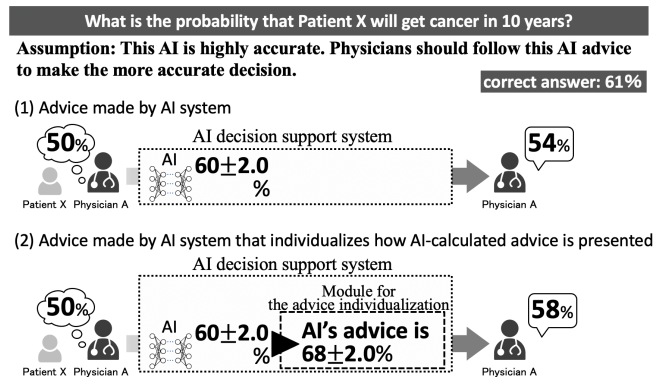 What is the probability that Patient X will get cancer in 10 years?
Assumption: This AI is highly accurate. Physicians should follow this AI advice
to make the more accurate decision.
correct answer: 61%
(1) Advice made by AI system
50%
AI decision support system
AI
60±2.0
%
54%
Patient X
Physician A
Physician A
(2) Advice made by AI system that individualizes how AI-calculated advice is presented
AI decision support system
50%
Module for
the advice individualization
AI
60±2.0
%
AI's advice is
68±2.0%
58%
Patient X
Physician A
Physician A